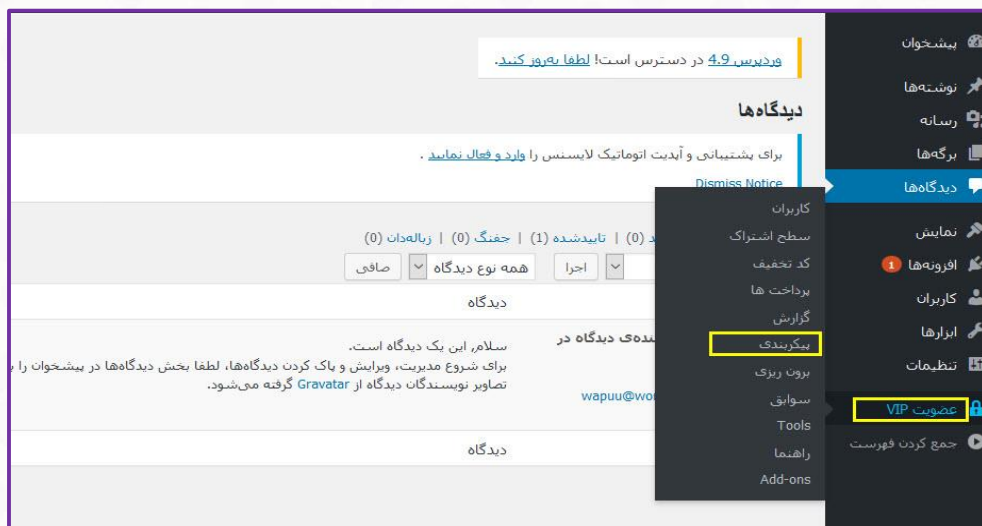 پیشخوان
نوشته‌ها
رسانه
برگه‌ها
دیدگاه‌ها
نمایش
افزونه‌ها 1
کاربران
ابزارها
تنظیمات
عضویت VIP
جمع کردن فهرست
کاربران
سطح اشتراک
کد تخفیف
پرداخت ها
گزارش
پیکربندی
برون ریزی
سوابق
Tools
راهنما
Add-ons
وردپرس 4.9 در دسترس است! لطفا به‌روز کنید.
دیدگاه‌ها
برای پشتیبانی و آپدیت اتوماتیک لایسنس را وارد و فعال نمایید .
Dismiss Notice
(0) | تاییدشده (1) | جفنگ (0) | زباله‌دان (0)
اجرا همه نوع دیدگاه صافی
دیدگاه
دیدگاه در
سلام, این یک دیدگاه است.
برای شروع مدیریت، ویرایش و پاک کردن دیدگاه‌ها، لطفا بخش دیدگاه‌ها در پیشخوان را
تصاویر نویسندگان دیدگاه از Gravatar گرفته می‌شود.
دیدگاه